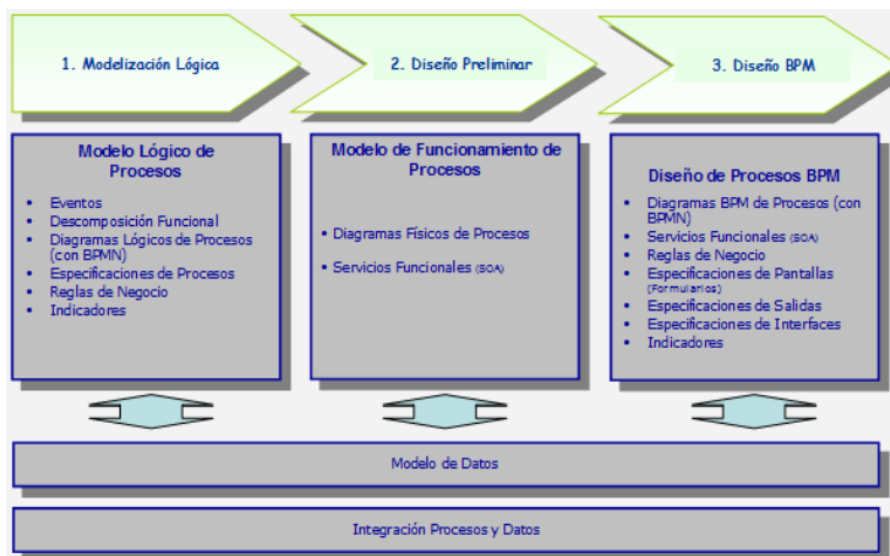 1. Modelización Lógica
2. Diseño Preliminar
3. Diseño BPM
Modelo Lógico de
Procesos
• Eventos
• Descomposición Funcional
• Diagramas Lógicos de Procesos
(con BPMN)
• Especificaciones de Procesos
• Reglas de Negocio
• Indicadores
Modelo de Funcionamiento de
Procesos
• Diagramas Físicos de Procesos
• Servicios Funcionales (SOA)
Diseño de Procesos BPM
• Diagramas BPM de Procesos (con
BPMN)
• Servicios Funcionales (SOA)
• Reglas de Negocio
• Especificaciones de Pantallas
(Formularios)
• Especificaciones de Salidas
• Especificaciones de Interfaces
• Indicadores
Modelo de Datos
Integración Procesos y Datos